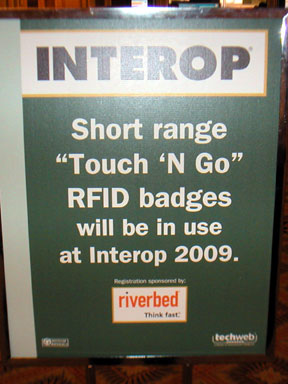 INTEROP
Short range
"Touch 'N Go"
RFID badges
will be in use
at Interop 2009.
Registration sponsored by:
riverbed
Think fast.
techweb